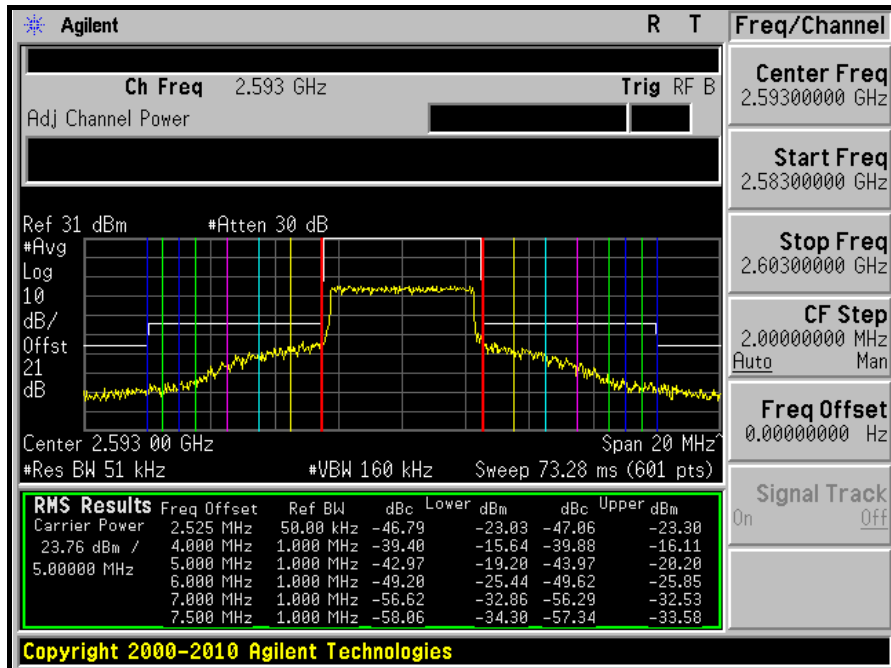 Agilent R T
Ch Freq 2.593 GHz Trig RF B
Adj Channel Power
Ref 31 dBm #Atten 30 dB
#Avg
Log
10
dB/
Offst
21
dB
Center 2.593 00 GHz Span 20 MHz^
#Res BW 51 kHz #VBW 160 kHz Sweep 73.28 ms (601 pts)
RMS Results Freq Offset Ref BW dBc Lower dBm dBc Upper dBm
Carrier Power 2.525 MHz 50.00 kHz -46.79 -23.03 -47.06 -23.30
23.76 dBm / 4.000 MHz 1.000 MHz -39.40 -15.64 -39.88 -16.11
5.00000 MHz 5.000 MHz 1.000 MHz -42.97 -19.20 -43.97 -20.20
6.000 MHz 1.000 MHz -49.20 -25.44 -49.62 -25.85
7.000 MHz 1.000 MHz -56.62 -32.86 -56.29 -32.53
7.500 MHz 1.000 MHz -58.06 -34.30 -57.34 -33.58
Copyright 2000-2010 Agilent Technologies
Freq/Channel
Center Freq
2.59300000 GHz
Start Freq
2.58300000 GHz
Stop Freq
2.60300000 GHz
CF Step
2.00000000 MHz
Auto Man
Freq Offset
0.00000000 Hz
Signal Track
On Off